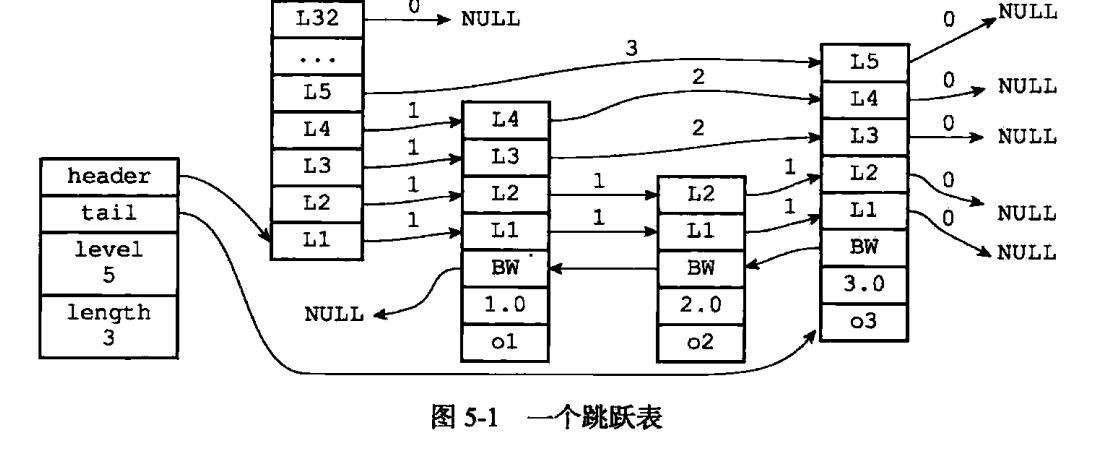 L32
0
NULL
...
L5
3
L4
1
L3
1
L2
1
L1
1
header
tail
level
5
length
3
NULL
L4
2
L3
2
L2
1
L1
1
BW
1.0
o1
L2
1
L1
1
BW
2.0
o2
L5
0
NULL
L4
0
NULL
L3
0
NULL
L2
0
NULL
L1
0
NULL
BW
3.0
o3
图 5-1 一个跳跃表